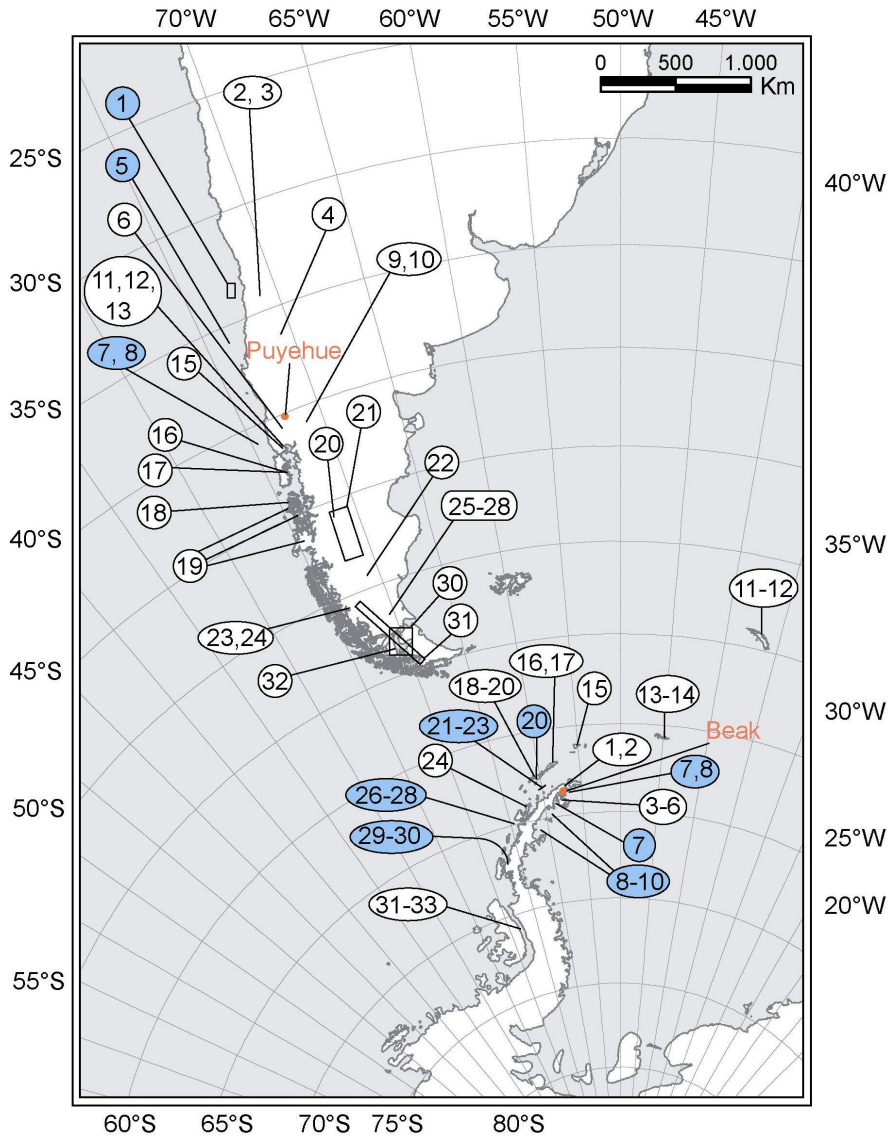 70°W 65°W 60°W 55°W 50°W 45°W
0 500 1.000
Km
25°S
30°S
35°S
40°S
45°S
50°S
55°S
40°W
35°W
30°W
25°W
20°W
1
2, 3
5
6
4
9,10
11,12,
13
7, 8
Puyehue
15
16
17
18
19
20
21
22
25-28
30
31
23,24
32
11-12
16,17
18-20
15
13-14
21-23
20
Beak
1,2
24
7,8
26-28
3-6
29-30
7
8-10
31-33
60°S 65°S 70°S 75°S 80°S